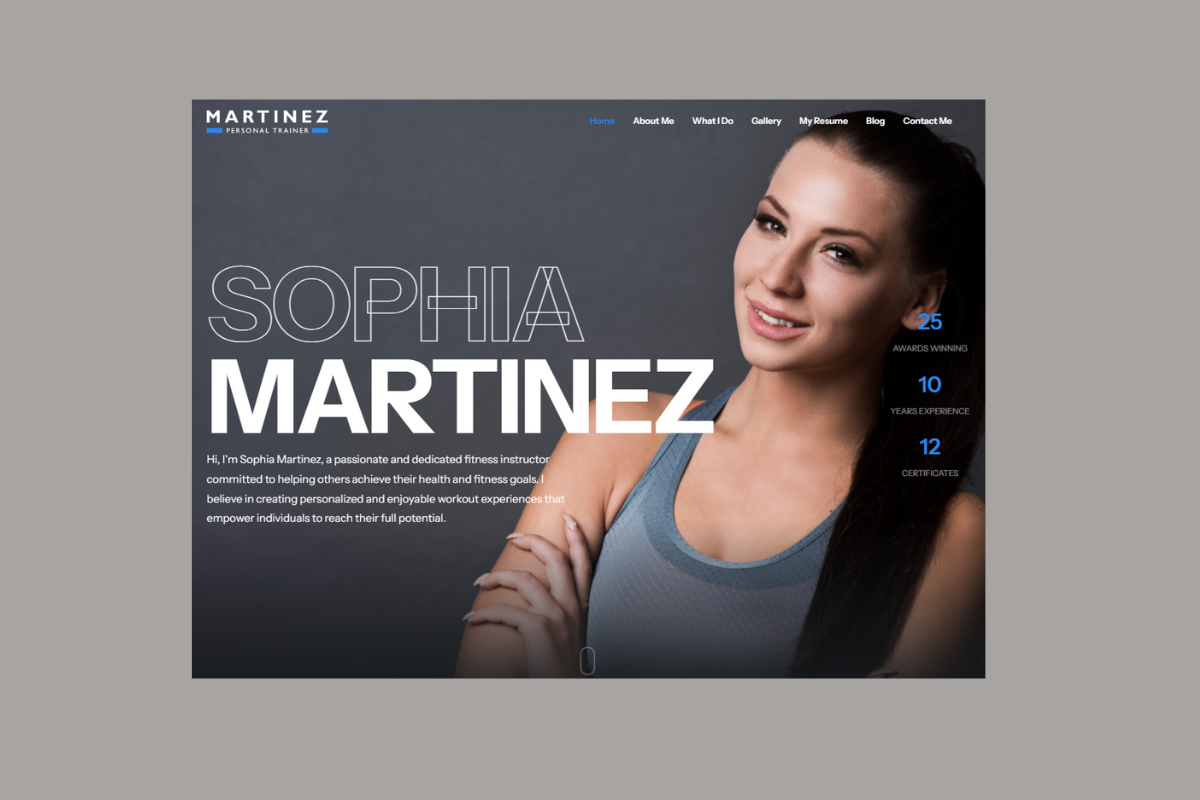 MARTINEZ
PERSONAL TRAINER
Home About Me What I Do Gallery My Resume Blog Contact Me
SOPHIA
MARTINEZ
Hi, I'm Sophia Martinez, a passionate and dedicated fitness instructor
committed to helping others achieve their health and fitness goals. I
believe in creating personalized and enjoyable workout experiences that
empower individuals to reach their full potential.
25
AWARDS WINNING
10
YEARS EXPERIENCE
12
CERTIFICATES